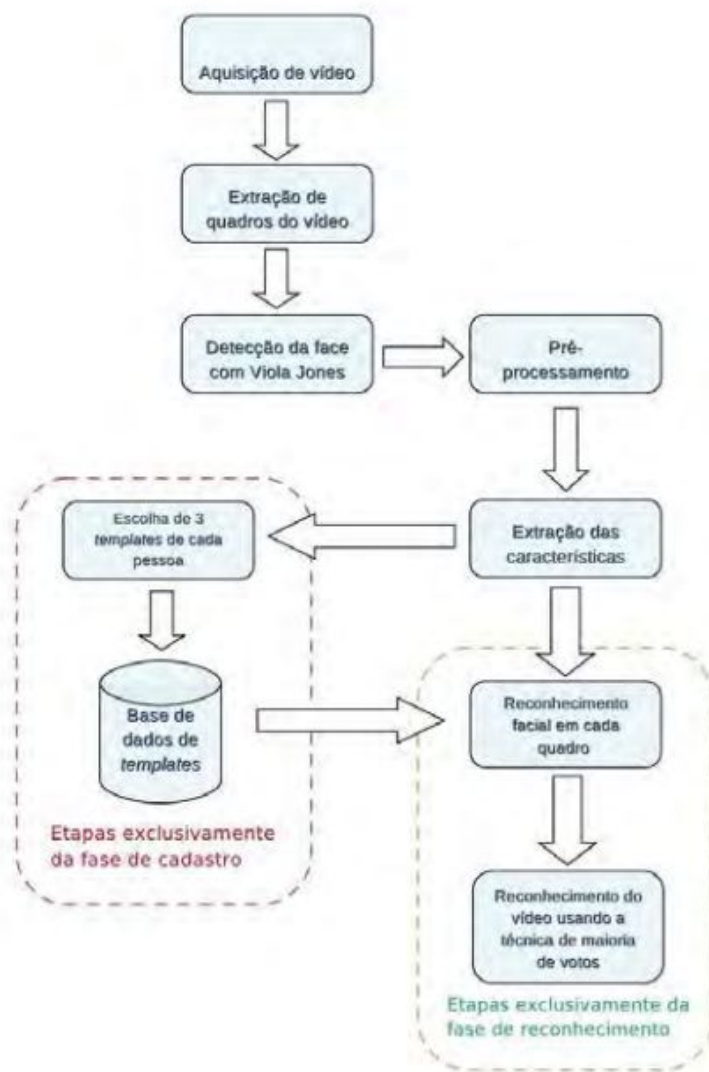 Aquisição de vídeo
Extração de
quadros do vídeo
Detecção da face
com Viola Jones
Pré-
processamento
Escolha de 3
templates de cada
pessoa
Extração das
características
Base de
dados de
templates
Reconhecimento
facial em cada
quadro
Etapas exclusivamente
da fase de cadastro
Reconhecimento do
vídeo usando a
técnica de maioria
de votos
Etapas exclusivamente da
fase de reconhecimento